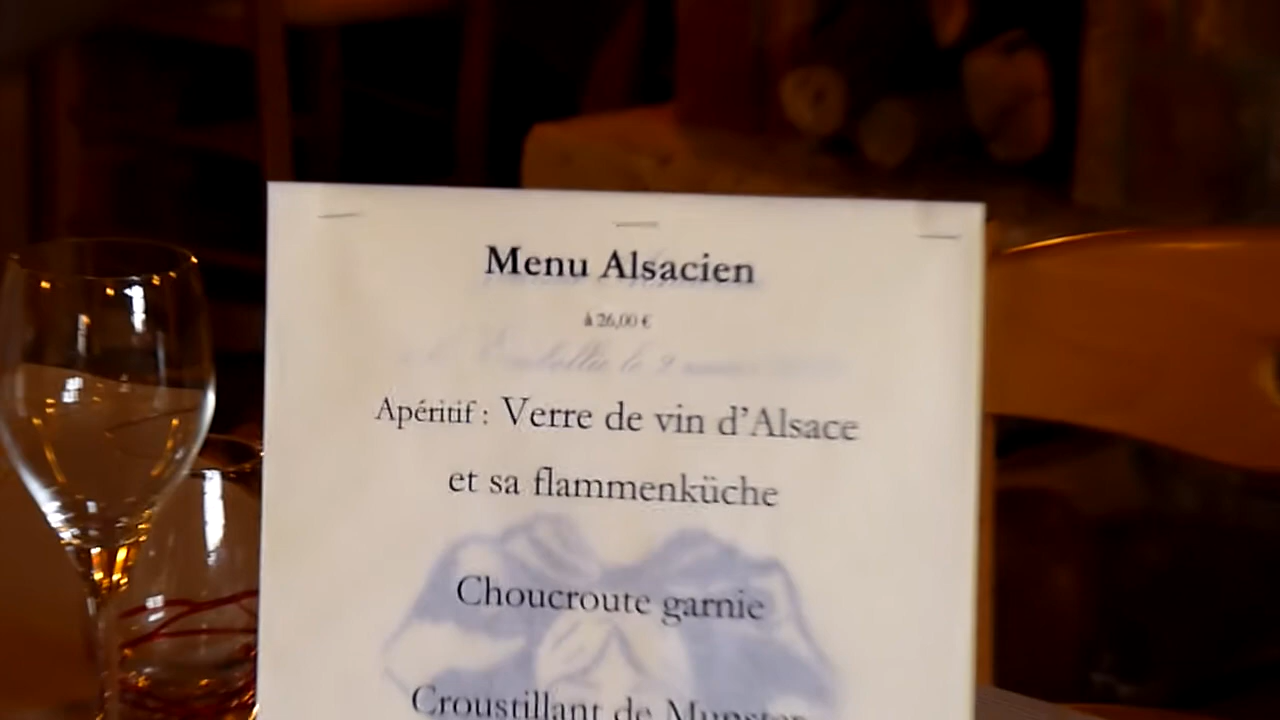 Menu Alsacien
à 26,00 €
Apéritif : Verre de vin d'Alsace
et sa flammenküche
Choucroute garnie
Croustillant de Munster